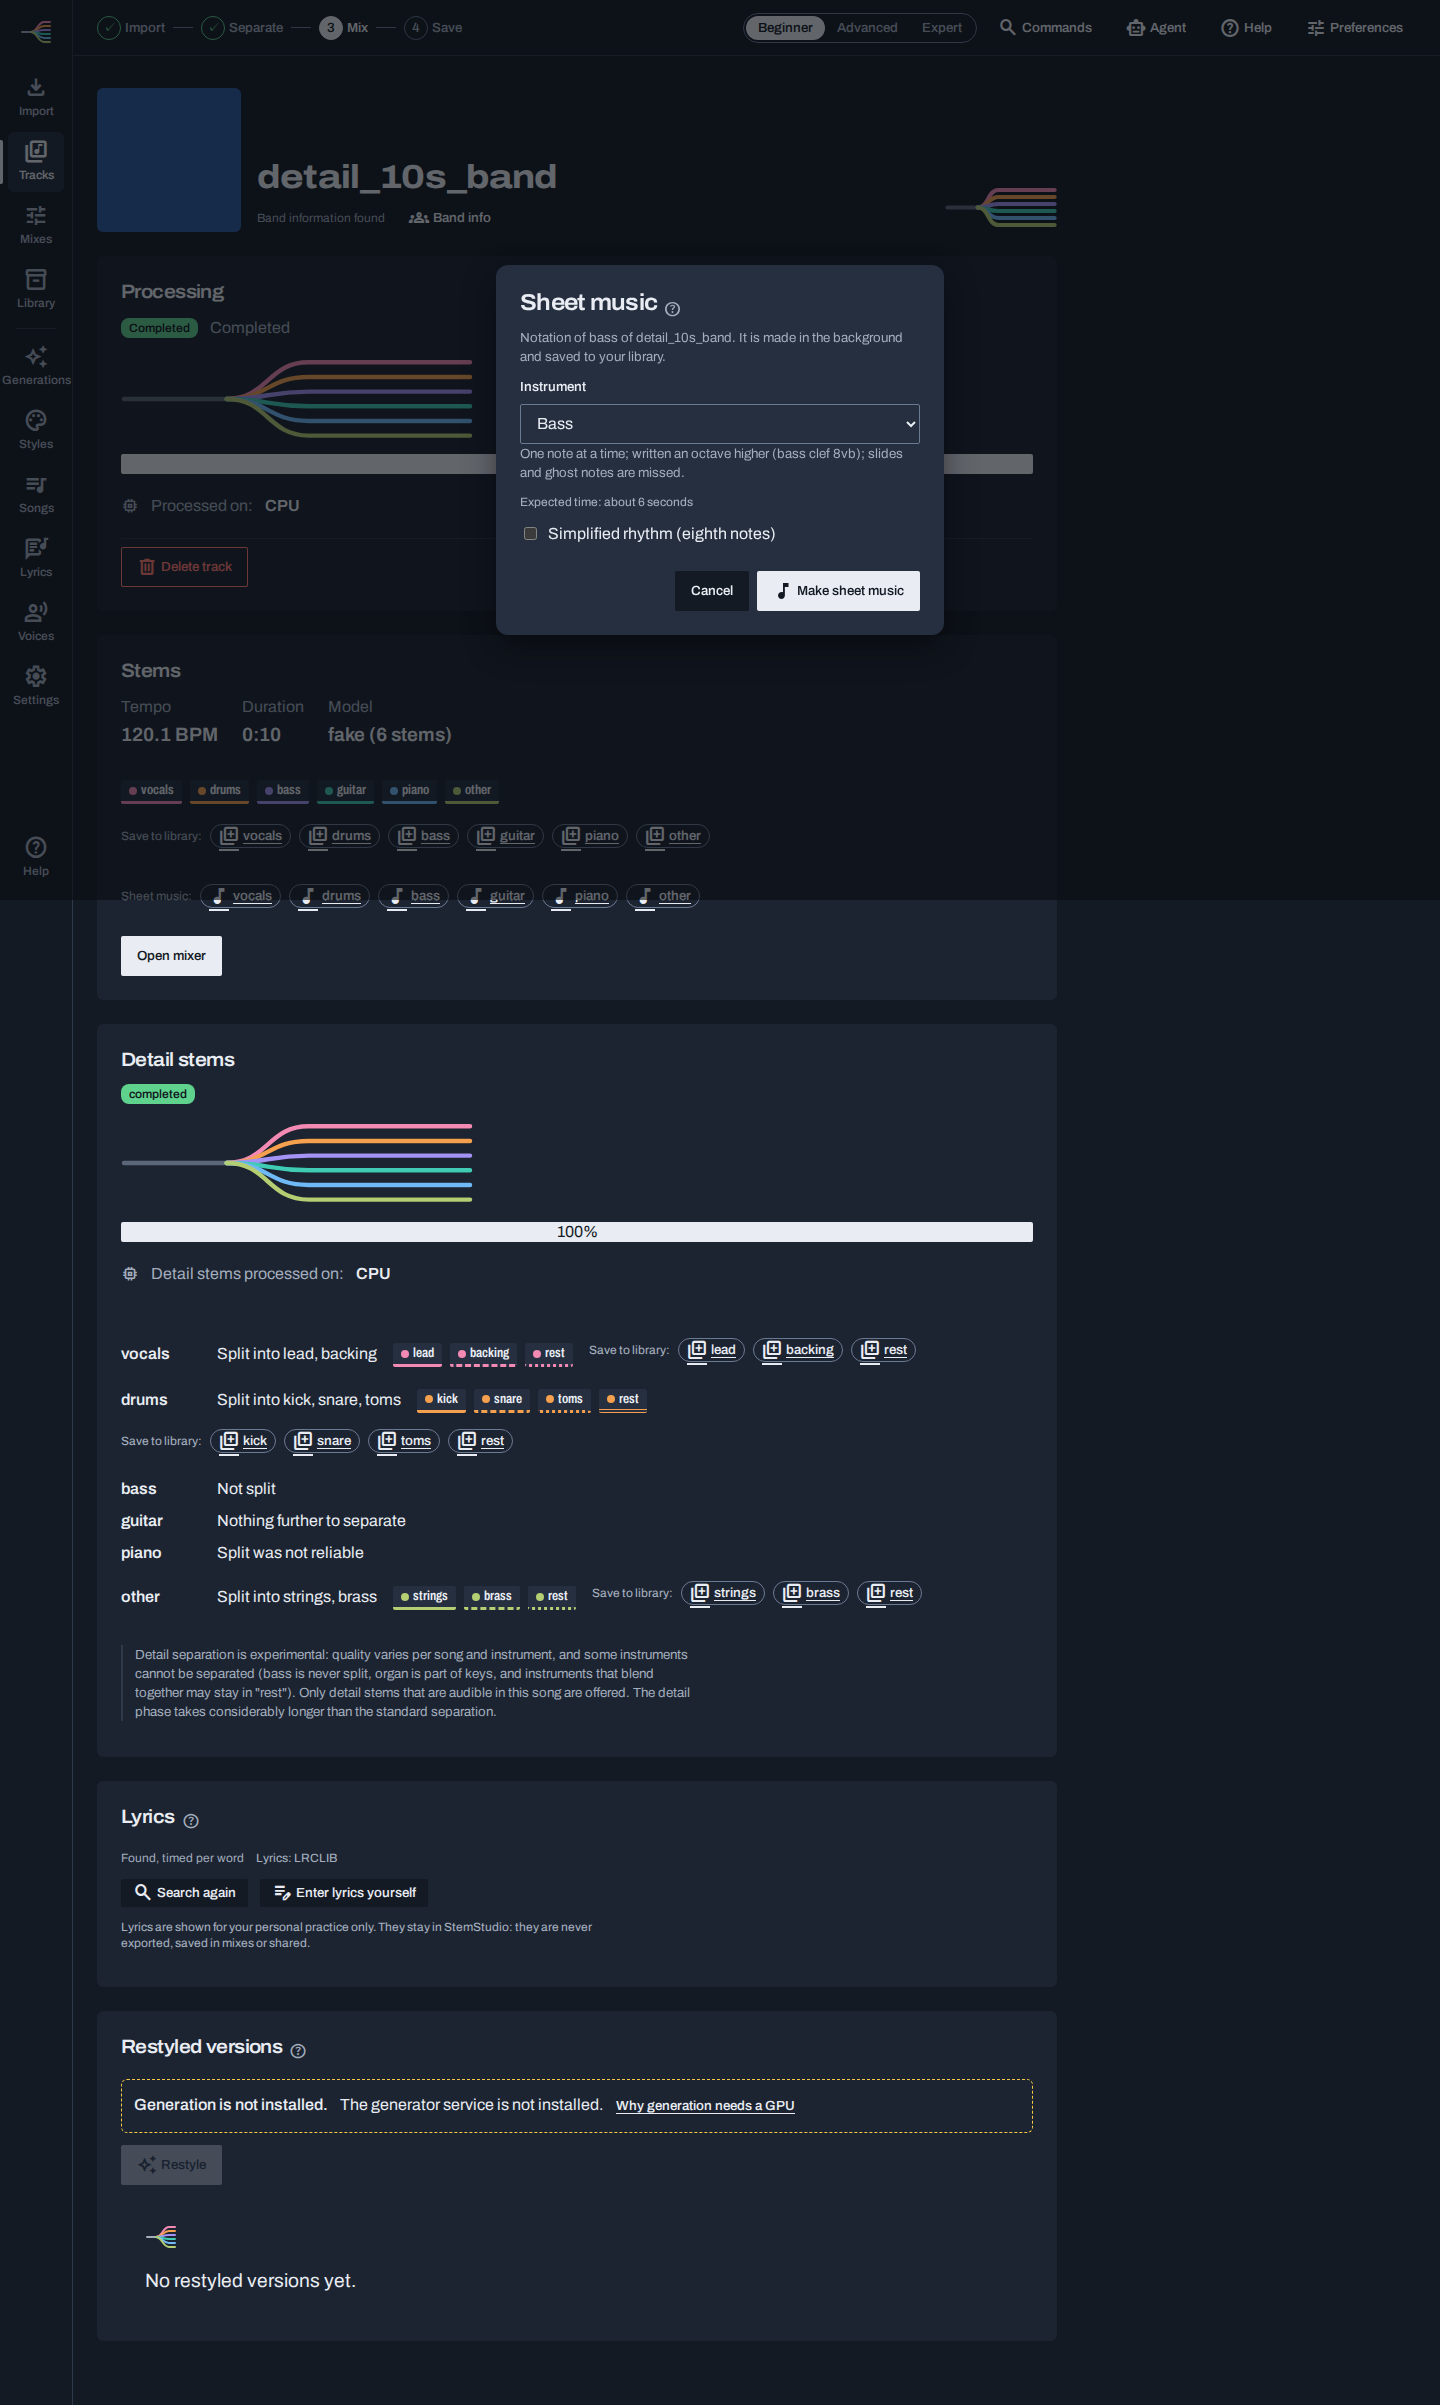 Import
Separate
3 Mix
4 Save
Beginner
Advanced
Expert
Commands
Agent
Help
Preferences
Import
Tracks
Mixes
Library
Generations
Styles
Songs
Lyrics
Voices
Settings
Help
detail_10s_band
Band information found
Band info
Processing
Completed
Completed
Processed on: CPU
Delete track
Sheet music
Notation of bass of detail_10s_band. It is made in the background
and saved to your library.
Instrument
Bass
One note at a time; written an octave higher (bass clef 8vb); slides
and ghost notes are missed.
Expected time: about 6 seconds
Simplified rhythm (eighth notes)
Cancel
Make sheet music
Stems
Tempo Duration Model
120.1 BPM 0:10 fake (6 stems)
vocals drums bass guitar piano other
Save to library: vocals drums bass guitar piano other
Sheet music: vocals drums bass guitar piano other
Open mixer
Detail stems
completed
100%
Detail stems processed on: CPU
vocals Split into lead, backing lead backing rest Save to library: lead backing rest
drums Split into kick, snare, toms kick snare toms rest
Save to library: kick snare toms rest
bass Not split
guitar Nothing further to separate
piano Split was not reliable
other Split into strings, brass strings brass rest Save to library: strings brass rest
Detail separation is experimental: quality varies per song and instrument, and some instruments
cannot be separated (bass is never split, organ is part of keys, and instruments that blend
together may stay in "rest"). Only detail stems that are audible in this song are offered. The detail
phase takes considerably longer than the standard separation.
Lyrics
Found, timed per word Lyrics: LRCLIB
Search again
Enter lyrics yourself
Lyrics are shown for your personal practice only. They stay in StemStudio: they are never
exported, saved in mixes or shared.
Restyled versions
Generation is not installed. The generator service is not installed. Why generation needs a GPU
Restyle
No restyled versions yet.